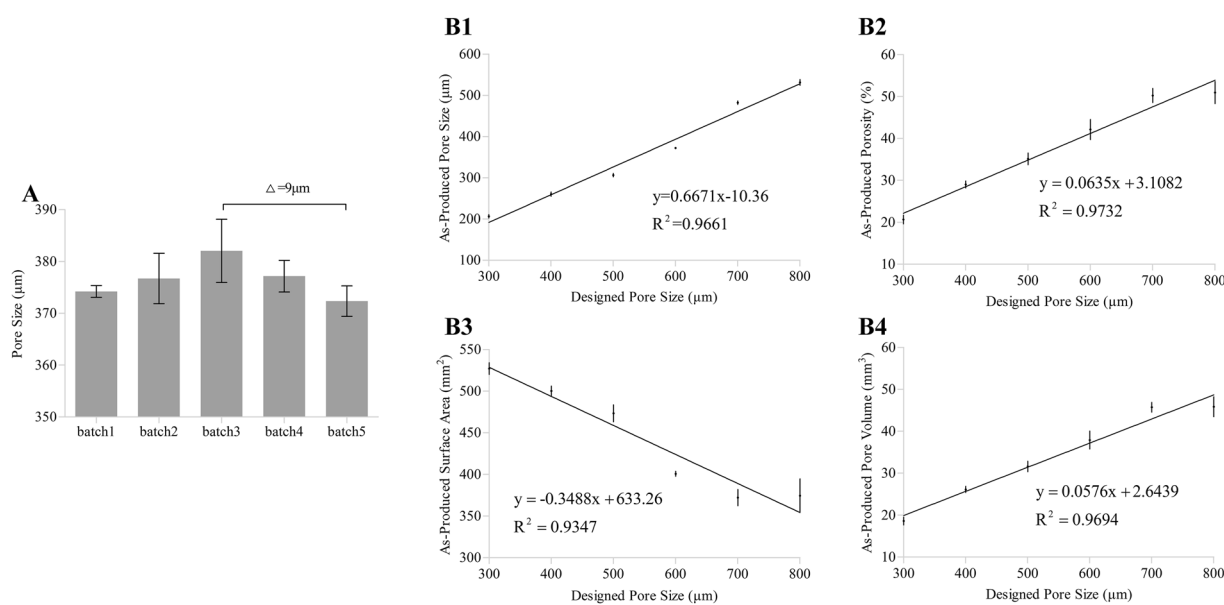 A
△=9μm
Pore Size (μm)
390
380
370
360
350
batch1 batch2 batch3 batch4 batch5
B1
As-Produced Pore Size (μm)
600
500
400
300
200
100
y=0.6671x-10.36
R²=0.9661
300 400 500 600 700 800
Designed Pore Size (μm)
B2
As-Produced Porosity (%)
60
50
40
30
20
10
y = 0.0635x+3.1082
R² = 0.9732
300 400 500 600 700 800
Designed Pore Size (μm)
B3
As-Produced Surface Area (mm²)
550
500
450
400
350
300
y = -0.3488x+633.26
R² = 0.9347
300 400 500 600 700 800
Designed Pore Size (μm)
B4
As-Produced Pore Volume (mm³)
60
50
40
30
20
10
y = 0.0576x+2.6439
R² = 0.9694
300 400 500 600 700 800
Designed Pore Size (μm)